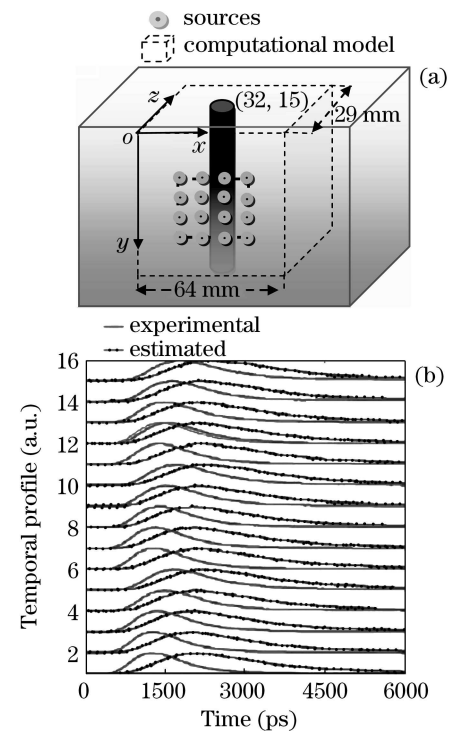 sources
computational model
(a)
z
(32, 15)
29 mm
o
x
y
64 mm
experimental
estimated
(b)
Temporal profile (a.u.)
16
14
12
10
8
6
4
2
0 1500 3000 4500 6000
Time (ps)